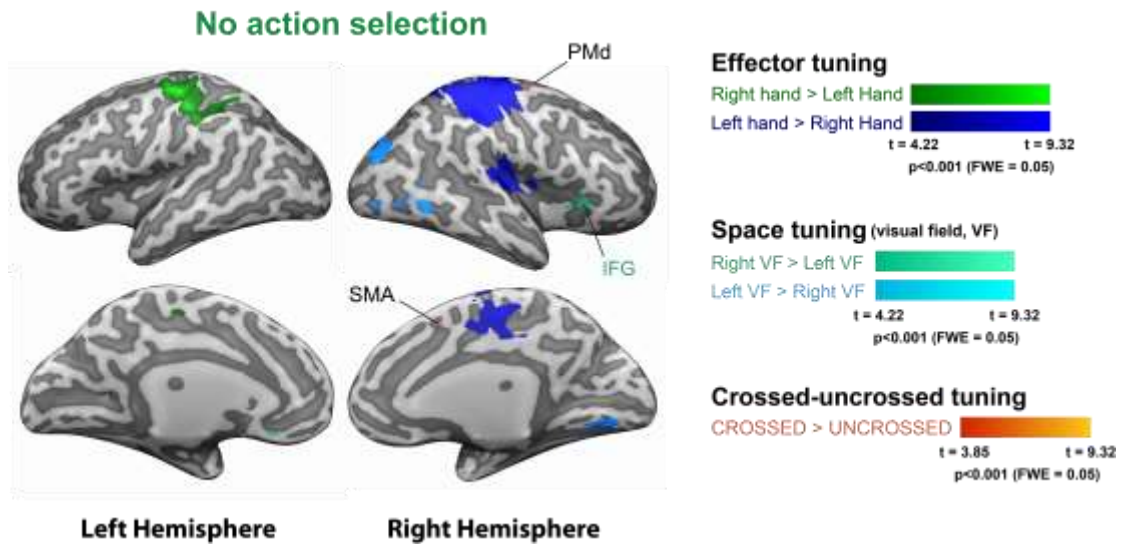 No action selection
PMd
IFG
SMA
Left Hemisphere
Right Hemisphere
Effector tuning
Right hand > Left Hand
Left hand > Right Hand
t = 4.22 t = 9.32
p<0.001 (FWE = 0.05)
Space tuning (visual field, VF)
Right VF > Left VF
Left VF > Right VF
t = 4.22 t = 9.32
p<0.001 (FWE = 0.05)
Crossed-uncrossed tuning
CROSSED > UNCROSSED
t = 3.85 t = 9.32
p<0.001 (FWE = 0.05)